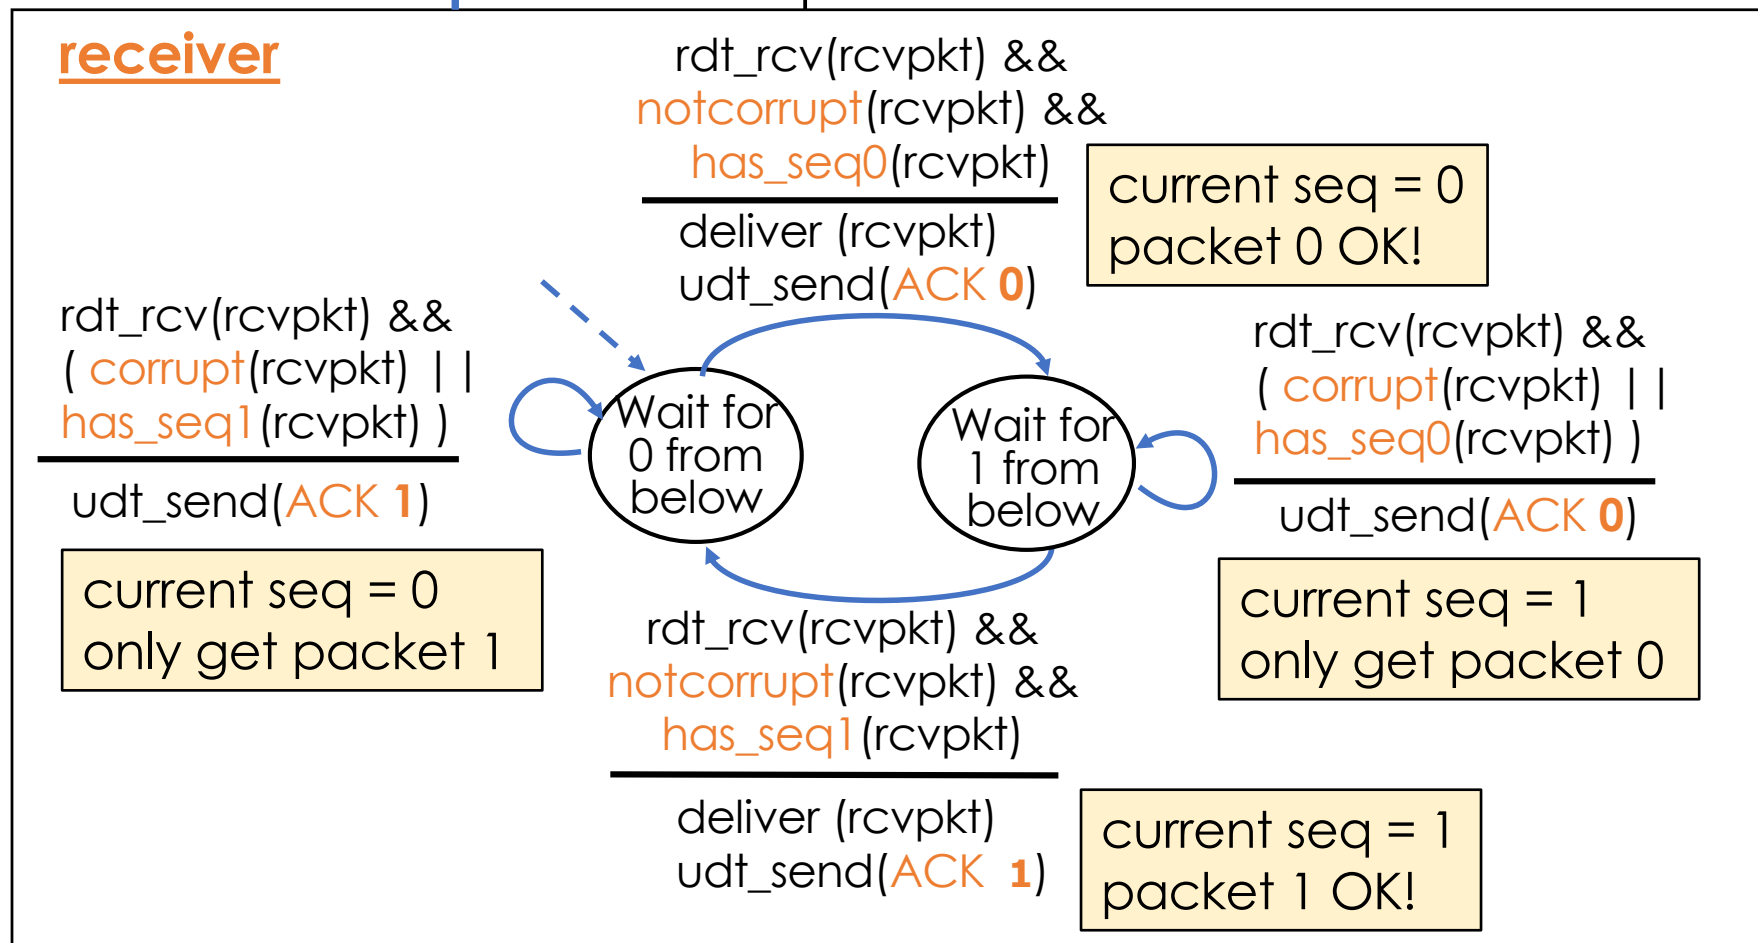 receiver
rdt_rcv(rcvpkt) &&
notcorrupt(rcvpkt) &&
has_seq0(rcvpkt)
deliver (rcvpkt)
udt_send(ACK 0)
current seq = 0
packet 0 OK!
rdt_rcv(rcvpkt) &&
( corrupt(rcvpkt) ||
has_seq1(rcvpkt) )
udt_send(ACK 1)
current seq = 0
only get packet 1
Wait for
0 from
below
Wait for
1 from
below
rdt_rcv(rcvpkt) &&
( corrupt(rcvpkt) ||
has_seq0(rcvpkt) )
udt_send(ACK 0)
current seq = 1
only get packet 0
rdt_rcv(rcvpkt) &&
notcorrupt(rcvpkt) &&
has_seq1(rcvpkt)
deliver (rcvpkt)
udt_send(ACK 1)
current seq = 1
packet 1 OK!